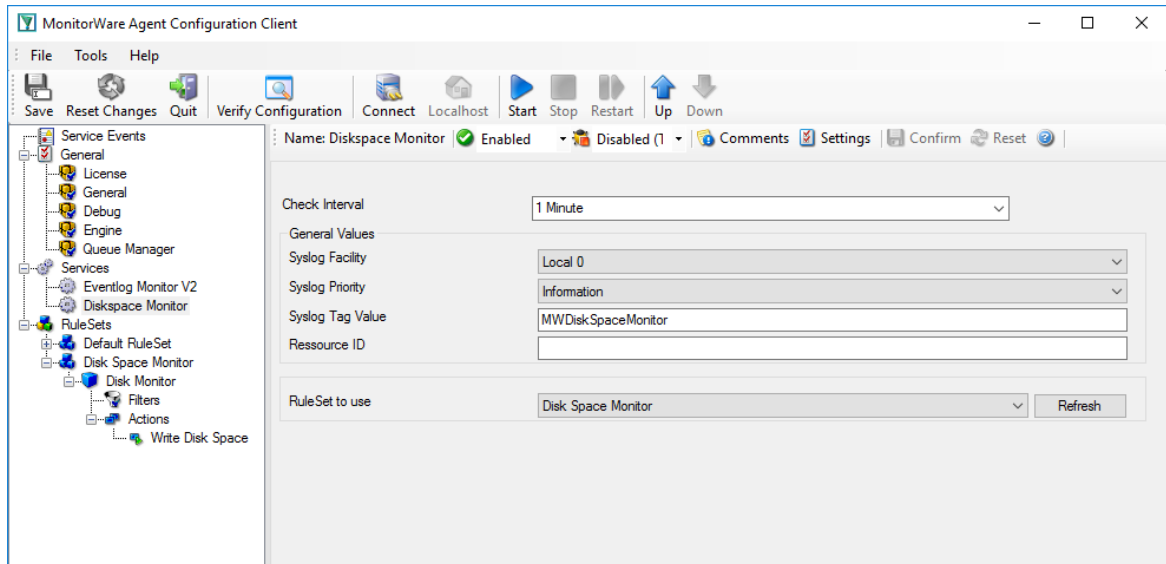 MonitorWare Agent Configuration Client
File Tools Help
Save Reset Changes Quit Verify Configuration Connect Localhost Start Stop Restart Up Down
Service Events
General
License
General
Debug
Engine
Queue Manager
Services
Eventlog Monitor V2
Diskspace Monitor
RuleSets
Default RuleSet
Disk Space Monitor
Disk Monitor
Filters
Actions
Write Disk Space
Name: Diskspace Monitor Enabled Disabled (1 Comments Settings Confirm Reset
Check Interval 1 Minute
General Values
Syslog Facility Local 0
Syslog Priority Information
Syslog Tag Value MWDiskSpaceMonitor
Ressource ID
RuleSet to use Disk Space Monitor Refresh